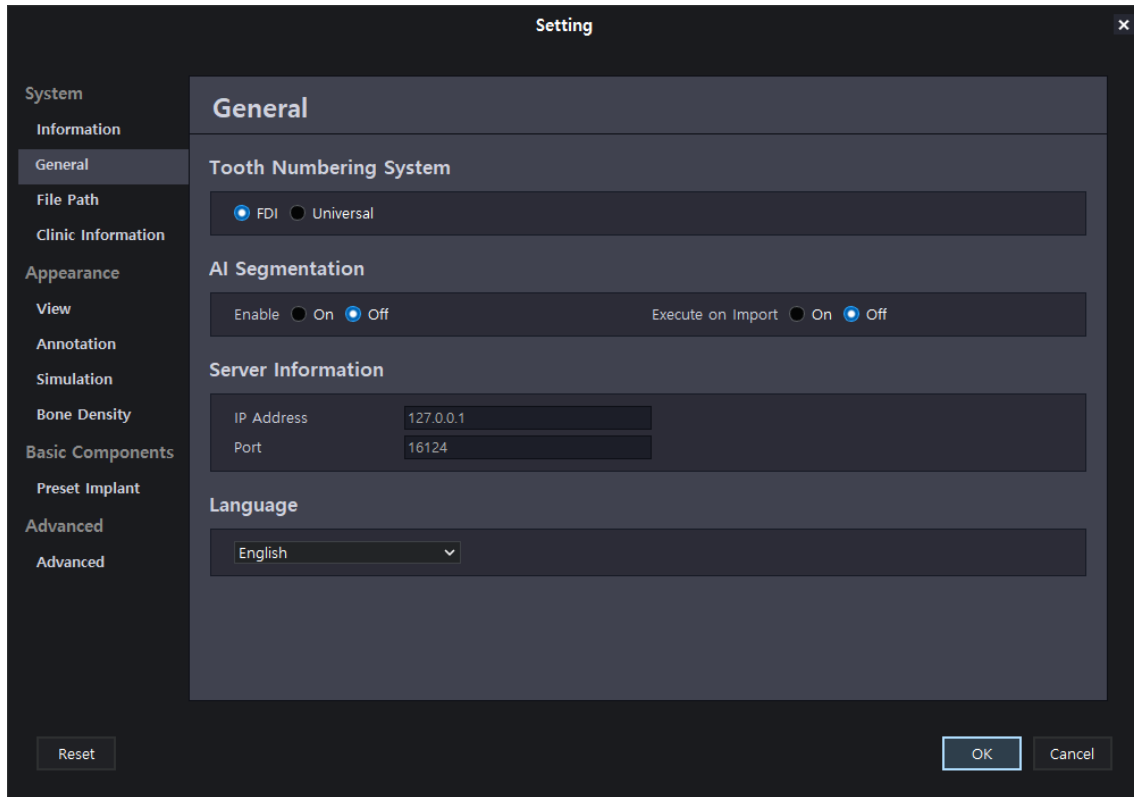 Setting
System
Information
General
File Path
Clinic Information
Appearance
View
Annotation
Simulation
Bone Density
Basic Components
Preset Implant
Advanced
Advanced
General
Tooth Numbering System
FDI Universal
AI Segmentation
Enable On Off Execute on Import On Off
Server Information
IP Address 127.0.0.1
Port 16124
Language
English
Reset OK Cancel